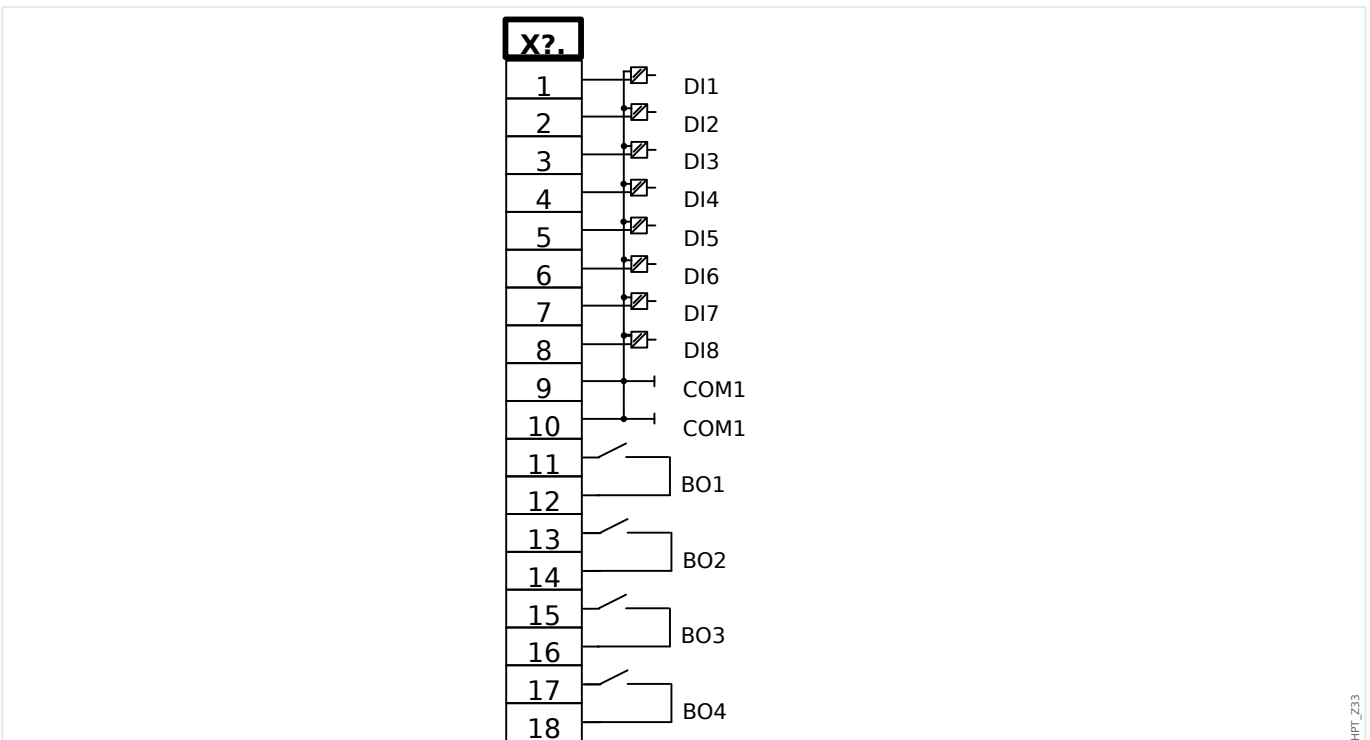 X?.
1 DI1
2 DI2
3 DI3
4 DI4
5 DI5
6 DI6
7 DI7
8 DI8
9 COM1
10 COM1
11
BO1
12
13
BO2
14
15
BO3
16
17
BO4
18
HPT_Z33